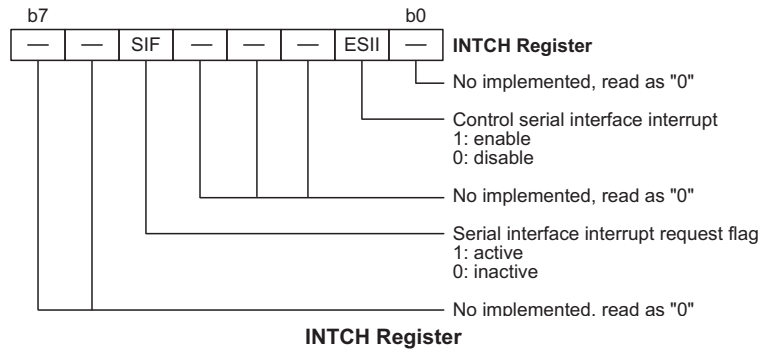 b7 b0
— — SIF — — — ESII — INTCH Register
No implemented, read as "0"
Control serial interface interrupt
1: enable
0: disable
No implemented, read as "0"
Serial interface interrupt request flag
1: active
0: inactive
No implemented, read as "0"
INTCH Register